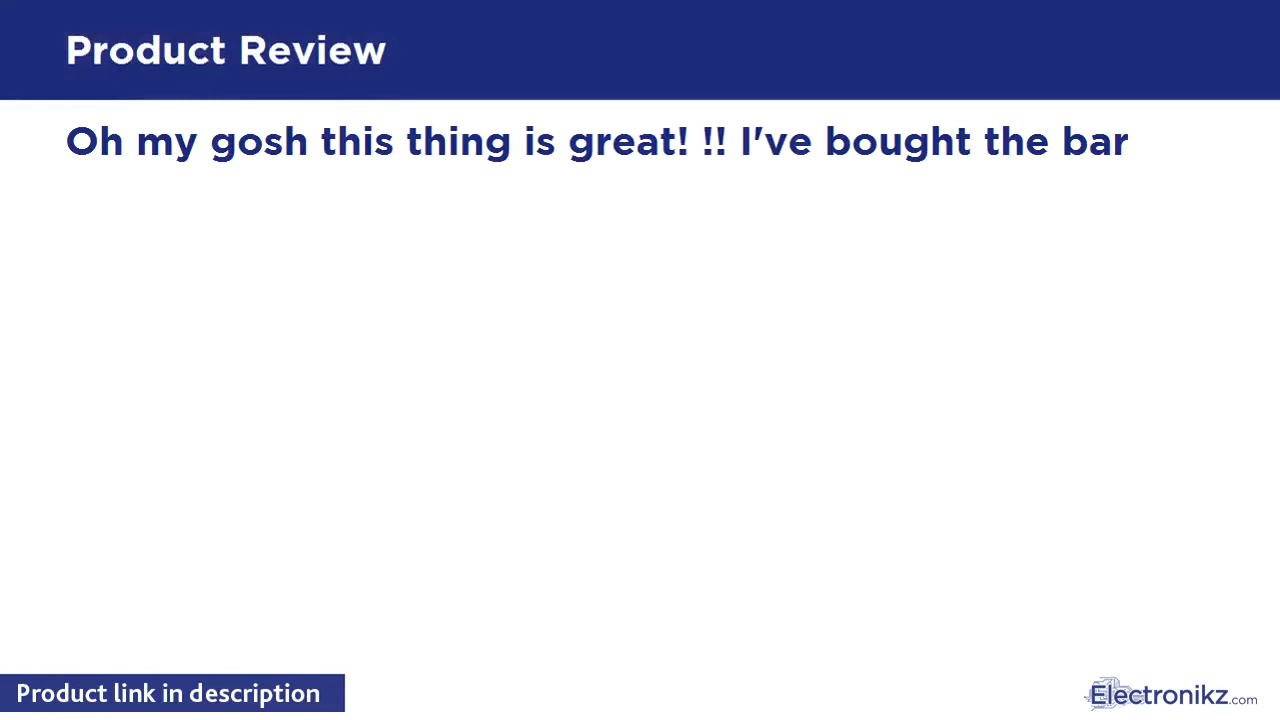 Product Review
Oh my gosh this thing is great! !! I've bought the bar
Product link in description
Electronikz.com